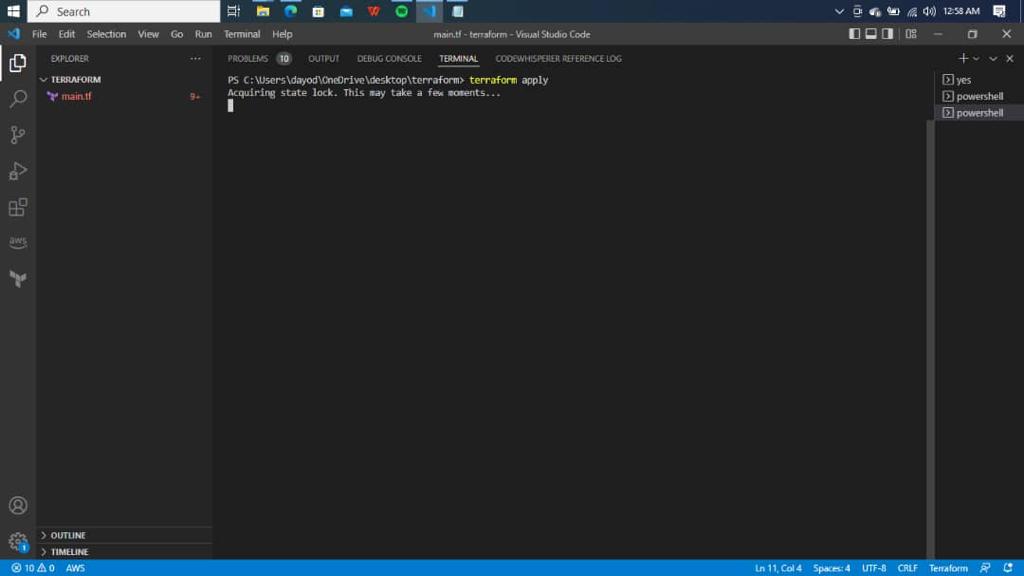 Search
12:58 AM
File Edit Selection View Go Run Terminal Help
main.tf - terraform - Visual Studio Code
EXPLORER
TERRAFORM
main.tf 9+
OUTLINE
TIMELINE
PROBLEMS 10 OUTPUT DEBUG CONSOLE TERMINAL CODEWHISPERER REFERENCE LOG
PS C:\Users\dayod\OneDrive\desktop\terraform> terraform apply
Acquiring state lock. This may take a few moments...
yes
powershell
powershell
aws
1
10 0 AWS
Ln 11, Col 4 Spaces: 4 UTF-8 CRLF Terraform